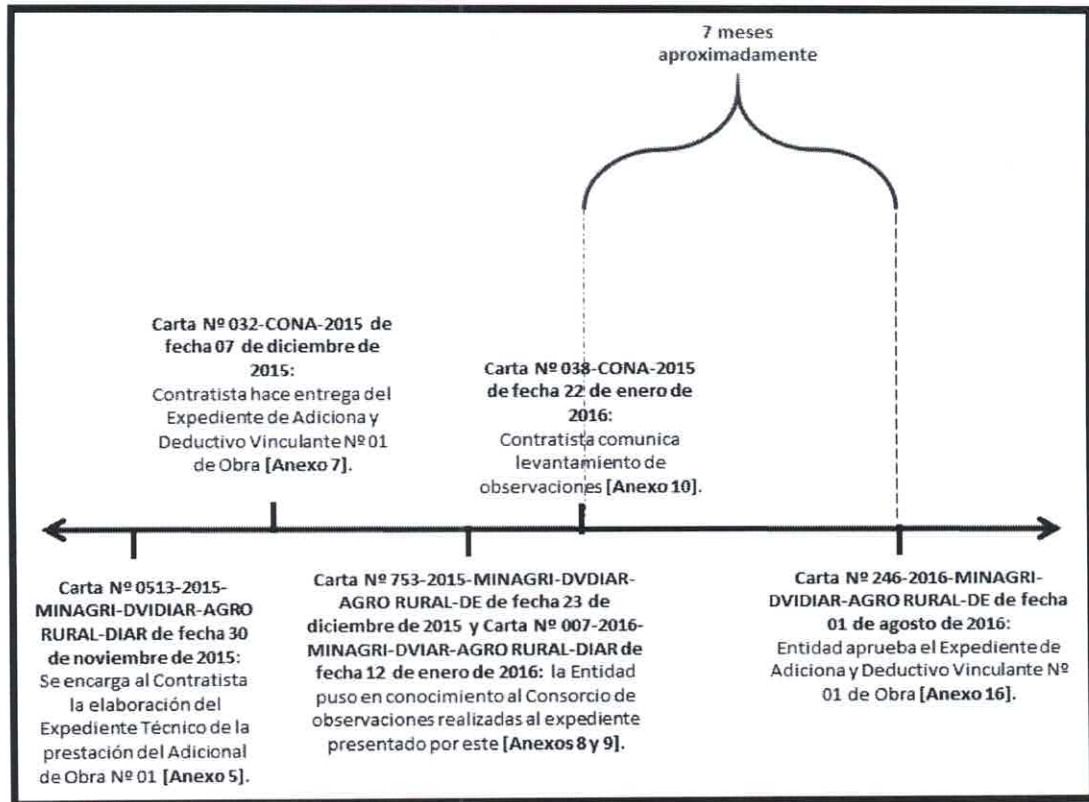 7 meses
aproximadamente
Carta Nº 032-CONA-2015 de
fecha 07 de diciembre de
2015:
Contratista hace entrega del
Expediente de Adiciona y
Deductivo Vinculante Nº 01
de Obra [Anexo 7].
Carta Nº 038-CONA-2015
de fecha 22 de enero de
2016:
Contratista comunica
levantamiento de
observaciones [Anexo 10].
Carta Nº 0513-2015-
MINAGRI-DVIDIAR-AGRO
RURAL-DIAR de fecha 30
de noviembre de 2015:
Se encarga al Contratista
la elaboración del
Expediente Técnico de la
prestación del Adicional
de Obra Nº 01 [Anexo 5].
Carta Nº 753-2015-MINAGRI-DVDIAR-
AGRO RURAL-DE de fecha 23 de
diciembre de 2015 y Carta Nº 007-2016-
MINAGRI-DVIAR-AGRO RURAL-DIAR de
fecha 12 de enero de 2016: la Entidad
puso en conocimiento al Consorcio de
observaciones realizadas al expediente
presentado por este [Anexos 8 y 9].
Carta Nº 246-2016-MINAGRI-
DVIDIAR-AGRO RURAL-DE de fecha
01 de agosto de 2016:
Entidad aprueba el Expediente de
Adiciona y Deductivo Vinculante Nº
01 de Obra [Anexo 16].